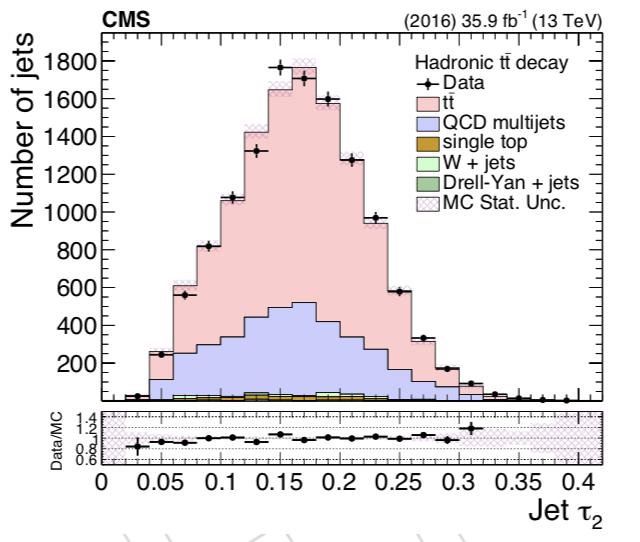 CMS (2016) 35.9 fb⁻¹ (13 TeV)
Number of jets
1800
1600
1400
1200
1000
800
600
400
200
Hadronic tt̄ decay
Data
tt̄
QCD multijets
single top
W + jets
Drell-Yan + jets
MC Stat. Unc.
Data/MC
1.4
1.2
1
0.8
0.6
0 0.05 0.1 0.15 0.2 0.25 0.3 0.35 0.4
Jet τ₂